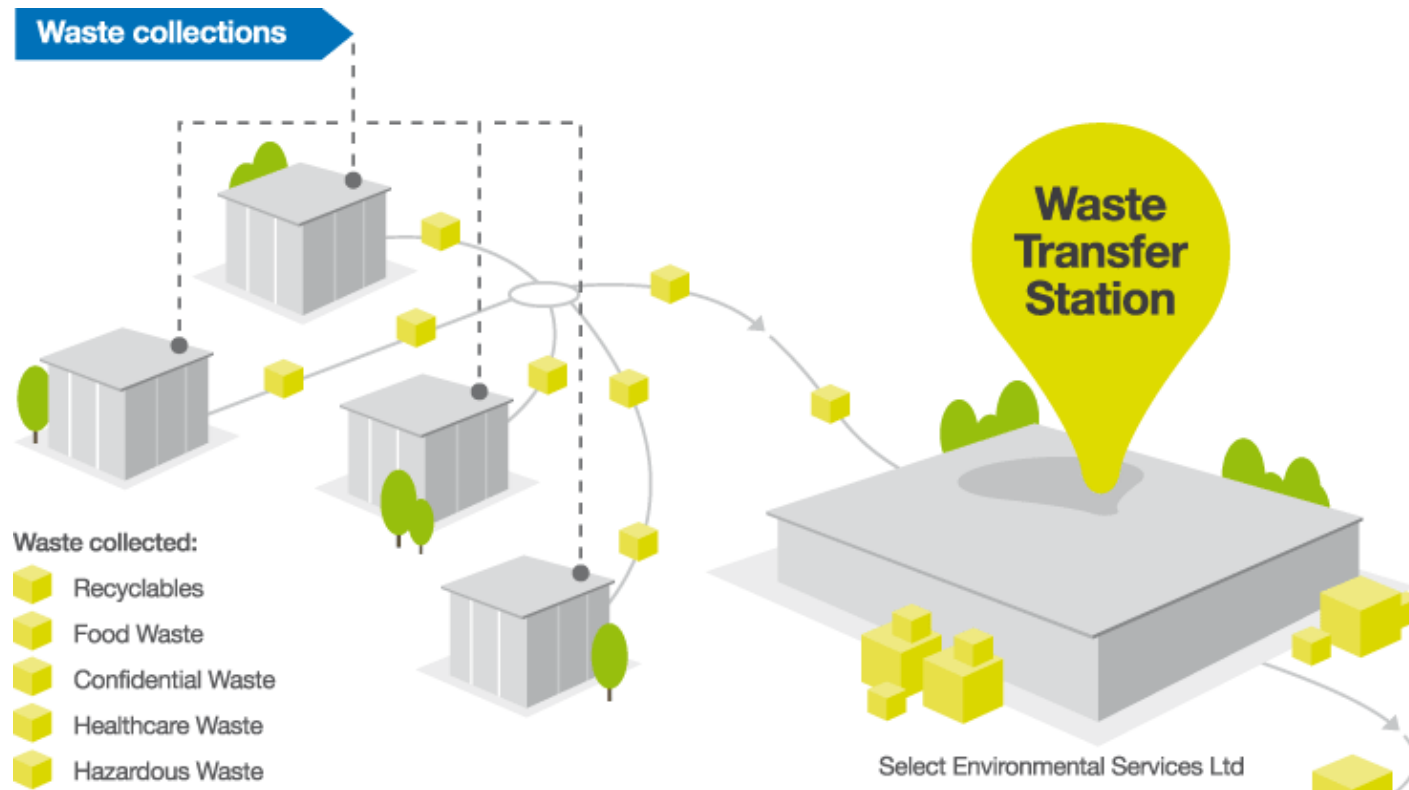 Waste collections
Waste
Transfer
Station
Waste collected:
Recyclables
Food Waste
Confidential Waste
Healthcare Waste
Hazardous Waste
Select Environmental Services Ltd